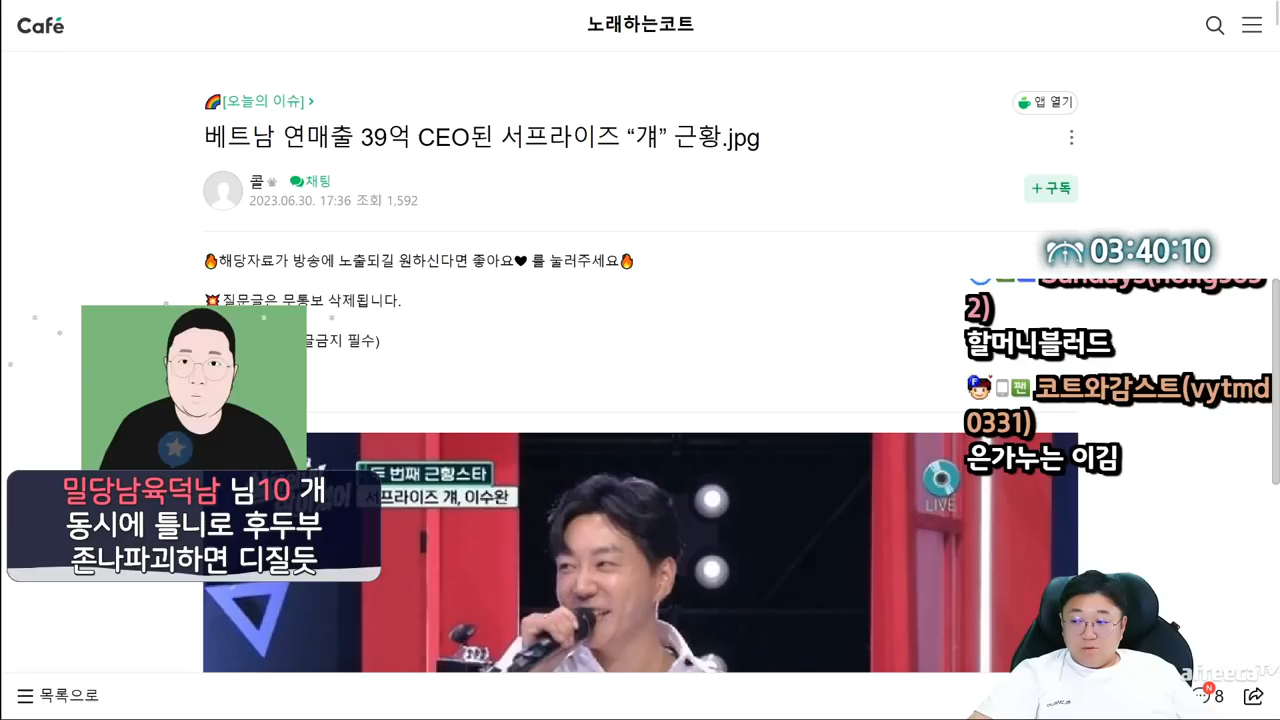 Café
노래하는코트
[오늘의 이슈] >
앱 열기
베트남 연매출 39억 CEO된 서프라이즈 “걔” 근황.jpg
콜
채팅
2023.06.30. 17:36 조회 1,592
+ 구독
🔥해당자료가 방송에 노출되길 원하신다면 좋아요🖤 를 눌러주세요🔥
03:40:10
💥질문글은 무통보 삭제됩니다.
2)
할머니블러드
글금지 필수)
팬 코트와감스트(vytmd
0331)
은가누는 이김
두 번째 근황스타
서프라이즈 걔, 이수완
LIVE
밀당남육덕남 님10 개
동시에 틀니로 후두부
존나파괴하면 디질듯
afreecaTV
목록으로
N
8